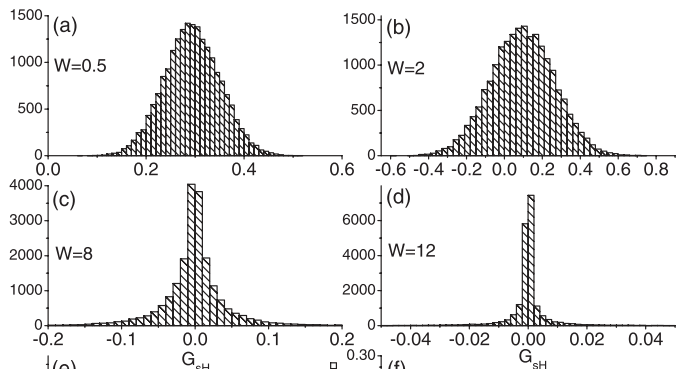 (a)
W=0.5
1500
1000
500
0
0.0 0.2 0.4 0.6
(b)
W=2
1500
1000
500
0
-0.6 -0.4 -0.2 0.0 0.2 0.4 0.6 0.8
(c)
W=8
4000
3000
2000
1000
0
-0.2 -0.1 0.0 0.1 0.2
G_sH
(d)
W=12
6000
4000
2000
0
-0.04 -0.02 0.00 0.02 0.04
G_sH
(e)
0.30
(f)